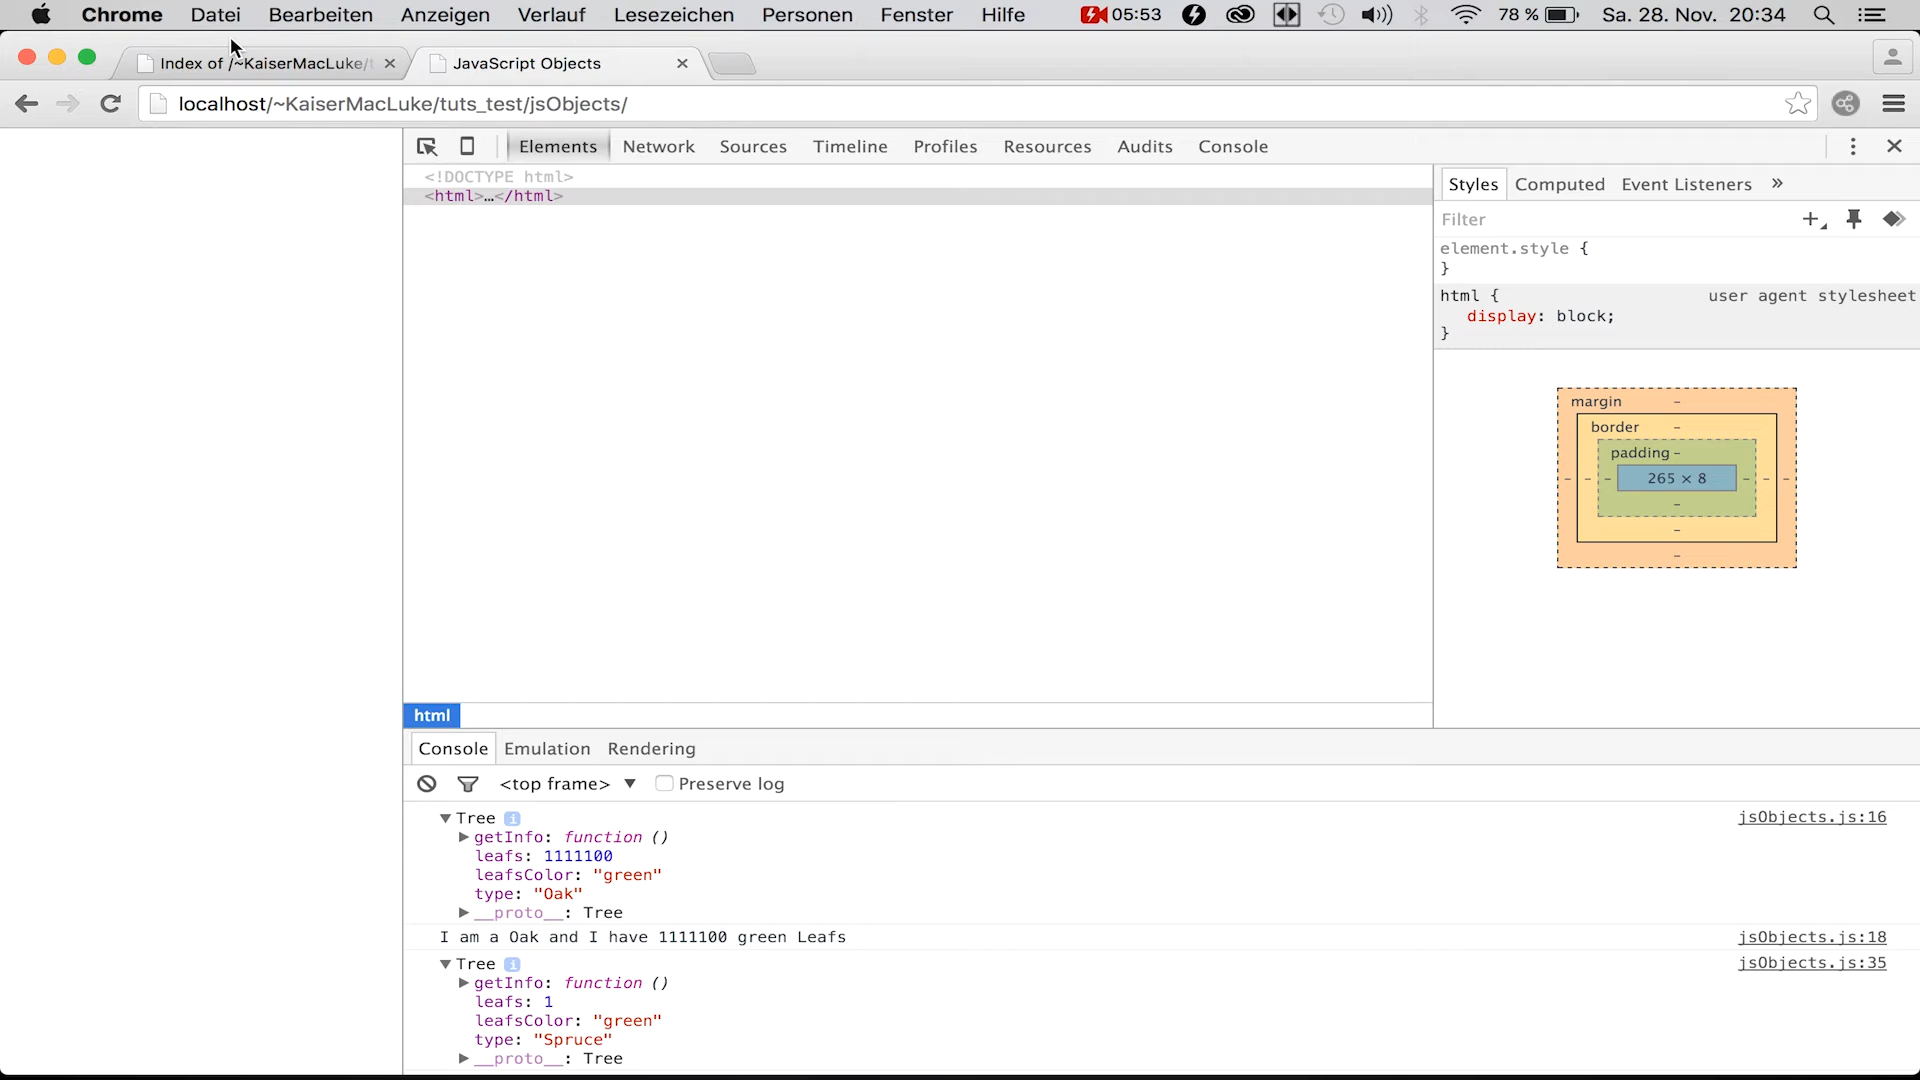 Chrome Datei Bearbeiten Anzeigen Verlauf Lesezeichen Personen Fenster Hilfe 05:53 78 % Sa. 28. Nov. 20:34
Index of /~KaiserMacLuke/t JavaScript Objects
localhost/~KaiserMacLuke/tuts_test/jsObjects/
Elements Network Sources Timeline Profiles Resources Audits Console
<!DOCTYPE html>
<html>…</html>
Styles Computed Event Listeners »
Filter
element.style {
}
html { user agent stylesheet
display: block;
}
margin –
border –
padding –
– – – 265 × 8 – – –
–
–
–
html
Console Emulation Rendering
<top frame> ▼ Preserve log
▼ Tree i jsObjects.js:16
▶ getInfo: function ()
leafs: 1111100
leafsColor: "green"
type: "Oak"
▶ __proto__: Tree
I am a Oak and I have 1111100 green Leafs jsObjects.js:18
▼ Tree i jsObjects.js:35
▶ getInfo: function ()
leafs: 1
leafsColor: "green"
type: "Spruce"
▶ __proto__: Tree